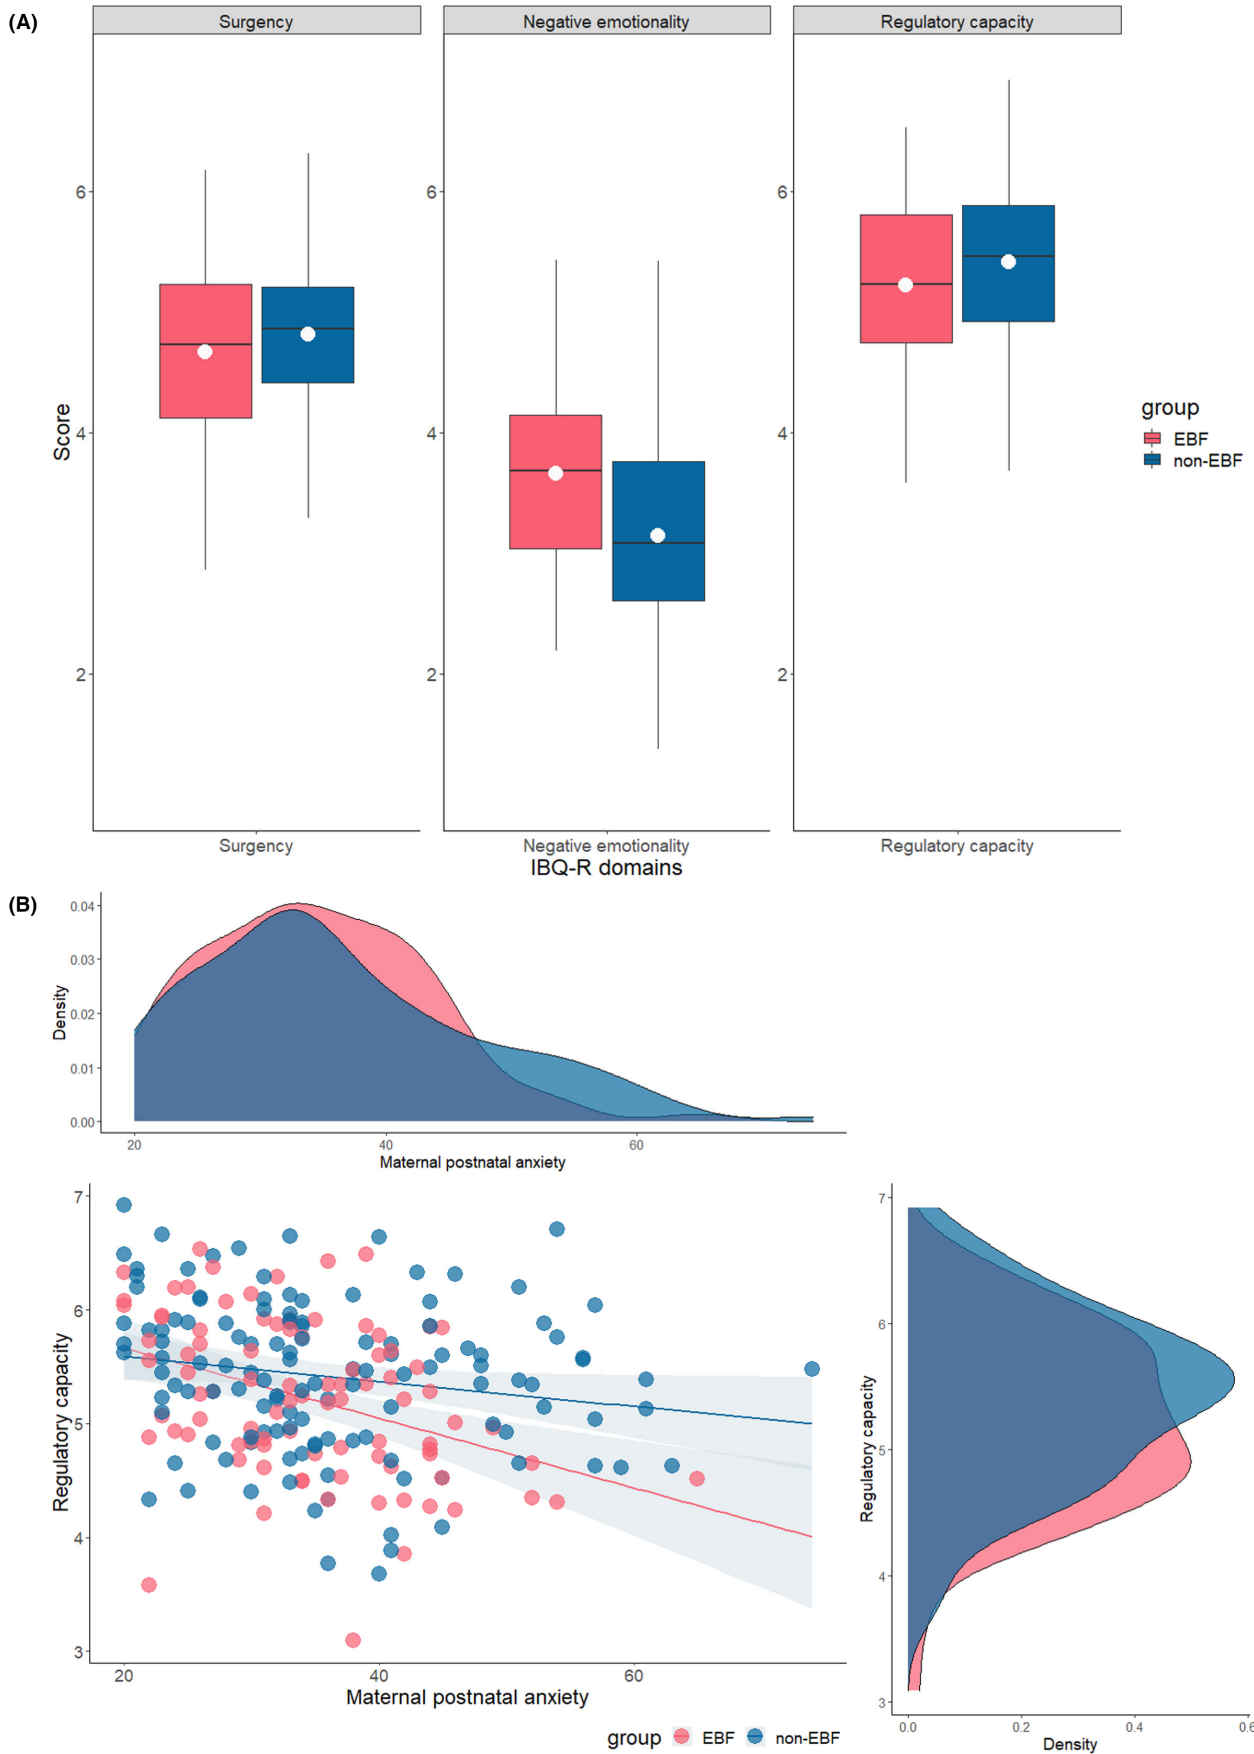 (A)
Surgency
Negative emotionality
Regulatory capacity
6
6
6
4
4
4
2
2
2
Score
Surgency
Negative emotionality
Regulatory capacity
IBQ-R domains
group
EBF
non-EBF
(B)
0.04
0.03
0.02
0.01
0.00
Density
20
40
60
Maternal postnatal anxiety
7
6
5
4
3
Regulatory capacity
20
40
60
Maternal postnatal anxiety
group
EBF
non-EBF
7
6
5
4
3
Regulatory capacity
0.0
0.2
0.4
0.6
Density